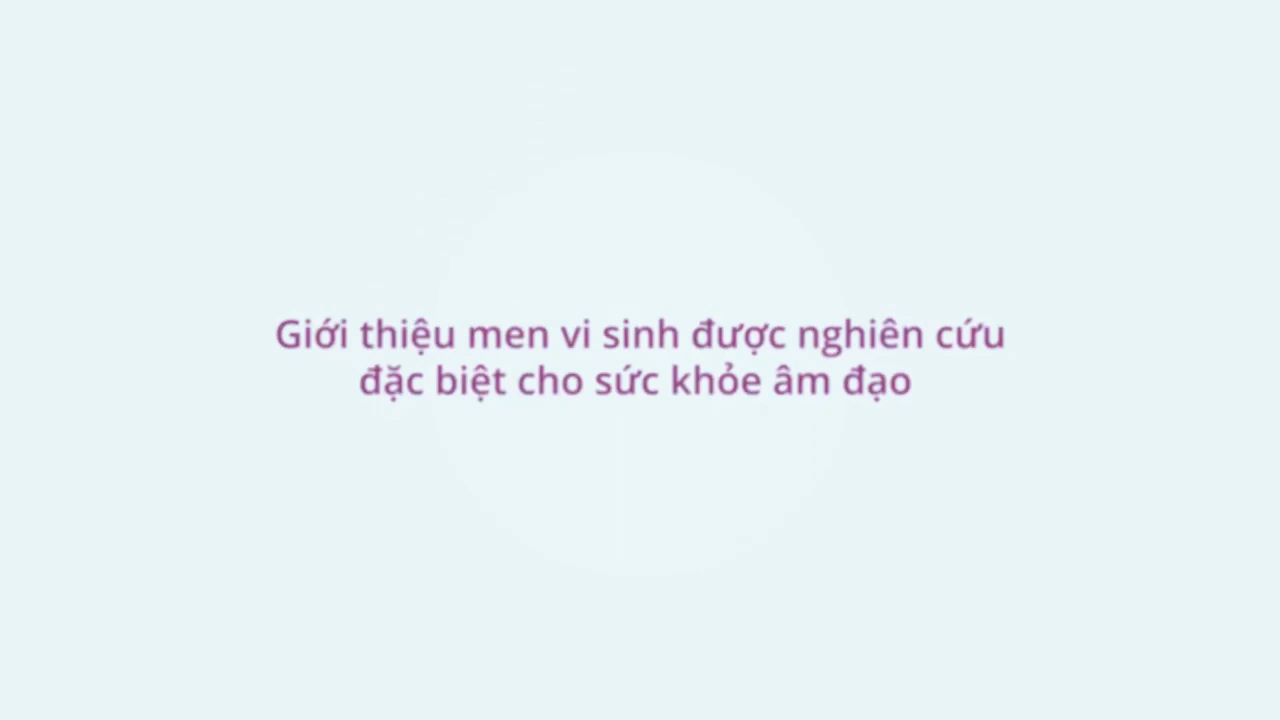 Giới thiệu men vi sinh được nghiên cứu
đặc biệt cho sức khỏe âm đạo